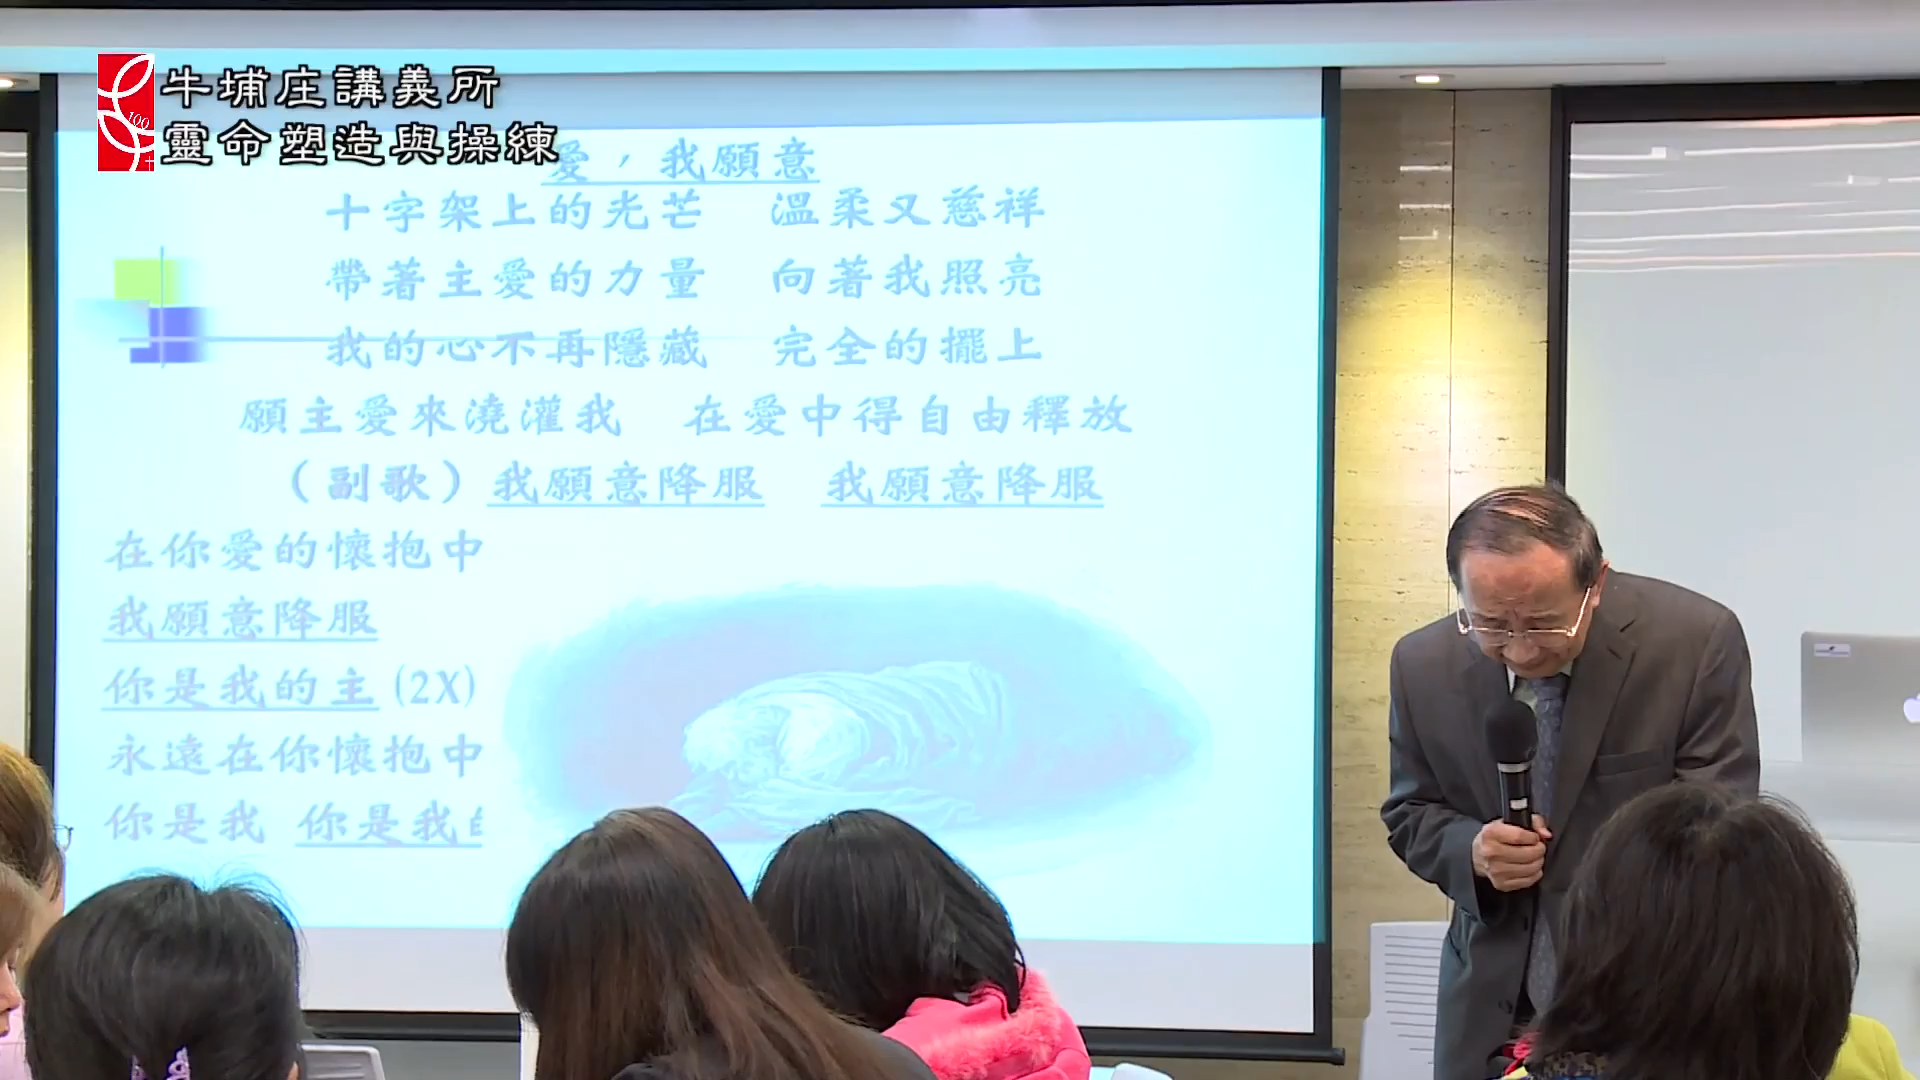 牛埔庄講義所
靈命塑造與操練
100
愛,我願意
十字架上的光芒 溫柔又慈祥
帶著主愛的力量 向著我照亮
我的心不再隱藏 完全的擺上
願主愛來澆灌我 在愛中得自由釋放
(副歌)我願意降服 我願意降服
在你愛的懷抱中
我願意降服
你是我的主(2X)
永遠在你懷抱中
你是我 你是我